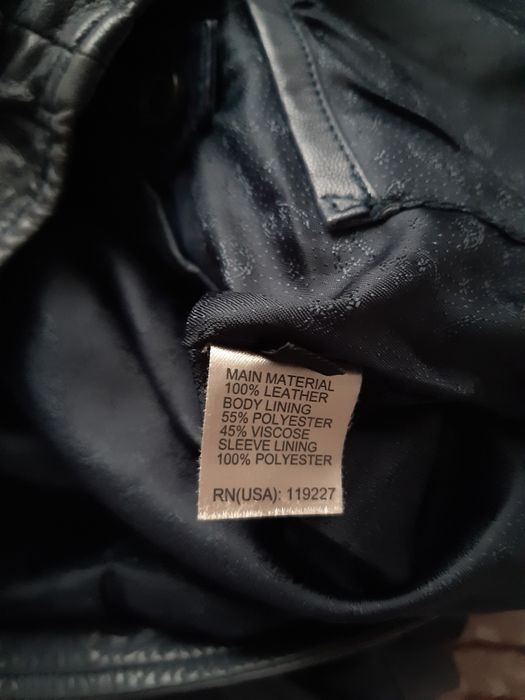 MAIN MATERIAL
100% LEATHER
BODY LINING
55% POLYESTER
45% VISCOSE
SLEEVE LINING
100% POLYESTER
RN(USA): 119227